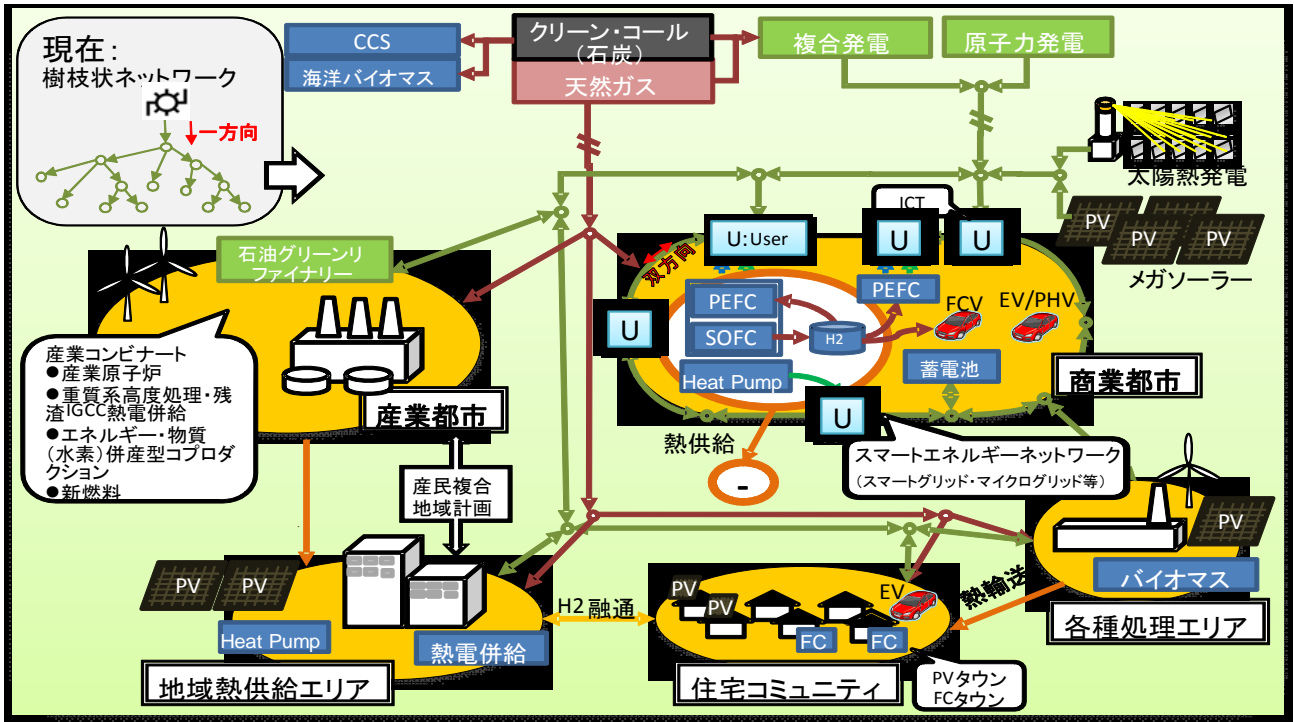 現在：
樹枝状ネットワーク
一方向
CCS
海洋バイオマス
クリーン・コール
（石炭）
天然ガス
複合発電
原子力発電
太陽熱発電
PV
PV
PV
PV
メガソーラー
ICT
U:User
U
U
双方向
石油グリーンリ
ファイナリー
PEFC
SOFC
H2
PEFC
FCV
EV/PHV
U
Heat Pump
蓄電池
U
商業都市
産業コンビナート
●産業原子炉
●重質系高度処理・残
渣IGCC熱電併給
●エネルギー・物質
（水素）併産型コプロダ
クション
●新燃料
産業都市
熱供給
-
スマートエネルギーネットワーク
（スマートグリッド・マイクログリッド等）
産民複合
地域計画
PV
バイオマス
各種処理エリア
熱輸送
PV
PV
Heat Pump
熱電併給
地域熱供給エリア
H2 融通
PV
PV
EV
FC
FC
住宅コミュニティ
PVタウン
FCタウン